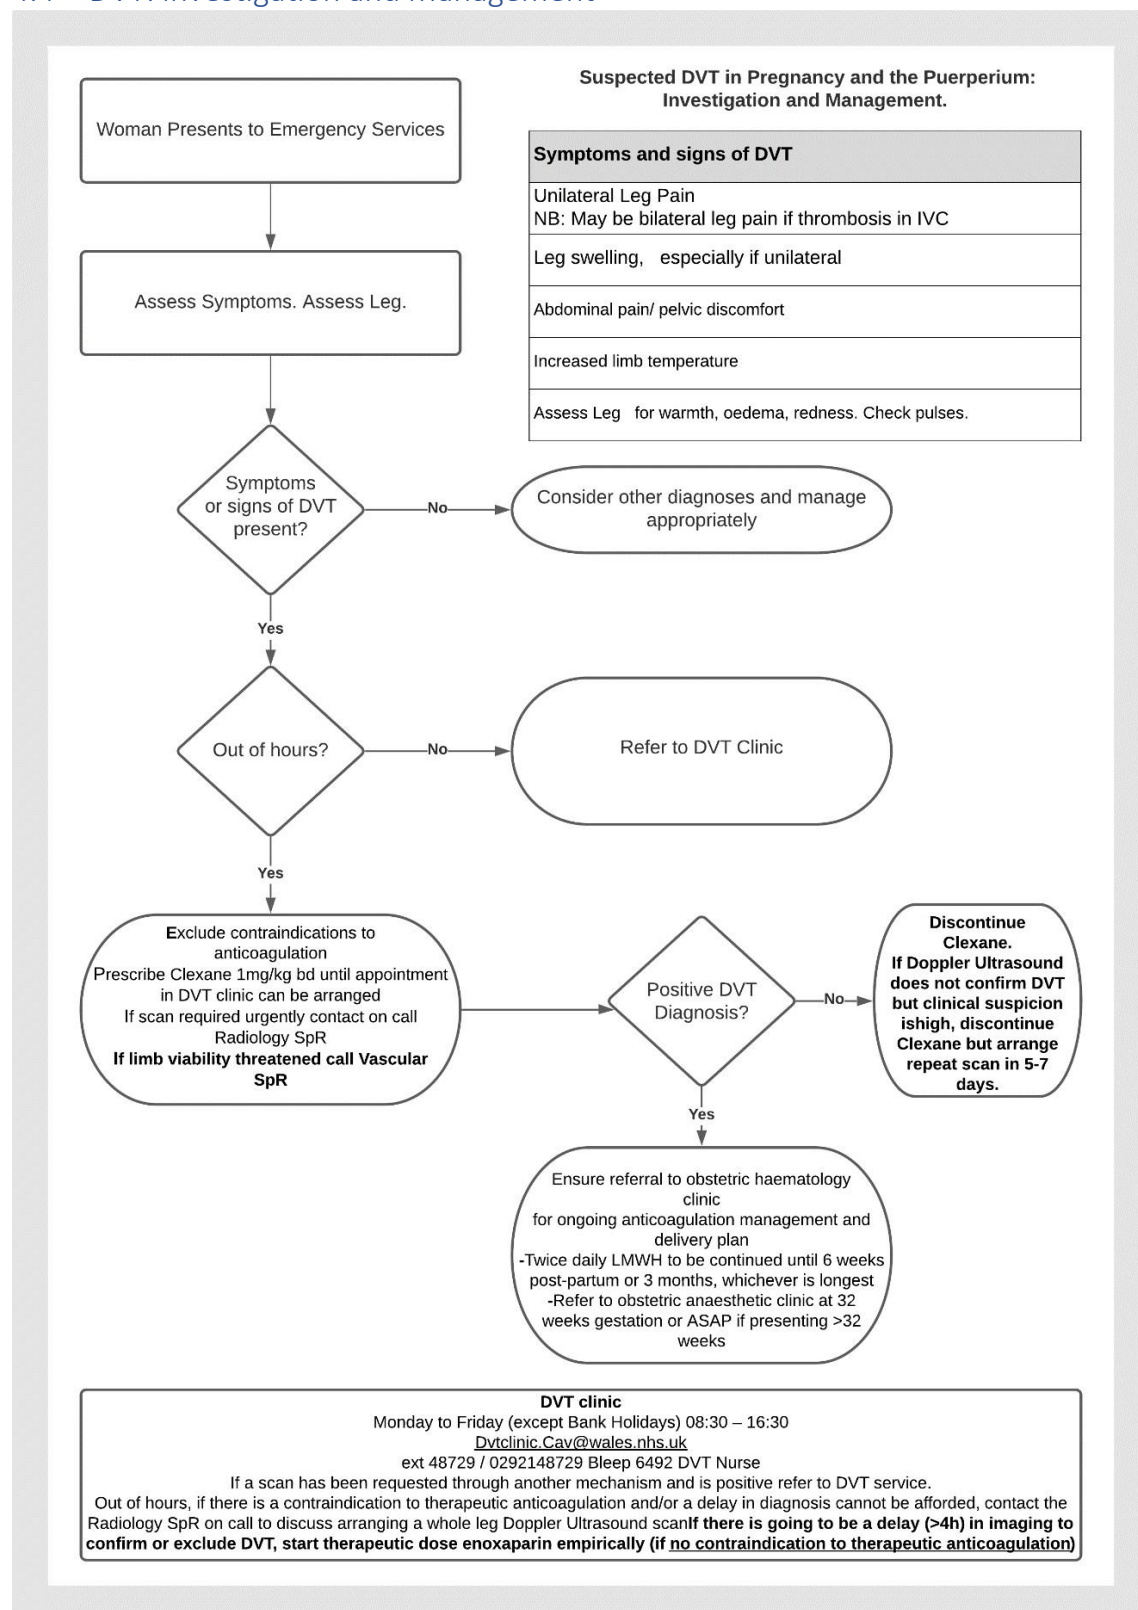 4.4 DVT: Investigation and management
Suspected DVT in Pregnancy and the Puerperium:
Investigation and Management.
Woman Presents to Emergency Services
Symptoms and signs of DVT
Unilateral Leg Pain
NB: May be bilateral leg pain if thrombosis in IVC
Leg swelling, especially if unilateral
Abdominal pain/ pelvic discomfort
Increased limb temperature
Assess Leg for warmth, oedema, redness. Check pulses.
Assess Symptoms. Assess Leg.
Symptoms
or signs of DVT
present?
No
Consider other diagnoses and manage
appropriately
Yes
Out of hours?
No
Refer to DVT Clinic
Yes
Exclude contraindications to
anticoagulation
Prescribe Clexane 1mg/kg bd until appointment
in DVT clinic can be arranged
If scan required urgently contact on call
Radiology SpR
If limb viability threatened call Vascular
SpR
Positive DVT
Diagnosis?
No
Discontinue
Clexane.
If Doppler Ultrasound
does not confirm DVT
but clinical suspicion
ishigh, discontinue
Clexane but arrange
repeat scan in 5-7
days.
Yes
Ensure referral to obstetric haematology
clinic
for ongoing anticoagulation management and
delivery plan
-Twice daily LMWH to be continued until 6 weeks
post-partum or 3 months, whichever is longest
-Refer to obstetric anaesthetic clinic at 32
weeks gestation or ASAP if presenting >32
weeks
DVT clinic
Monday to Friday (except Bank Holidays) 08:30 – 16:30
Dvtclinic.Cav@wales.nhs.uk
ext 48729 / 0292148729 Bleep 6492 DVT Nurse
If a scan has been requested through another mechanism and is positive refer to DVT service.
Out of hours, if there is a contraindication to therapeutic anticoagulation and/or a delay in diagnosis cannot be afforded, contact the
Radiology SpR on call to discuss arranging a whole leg Doppler Ultrasound scanIf there is going to be a delay (>4h) in imaging to
confirm or exclude DVT, start therapeutic dose enoxaparin empirically (if no contraindication to therapeutic anticoagulation)